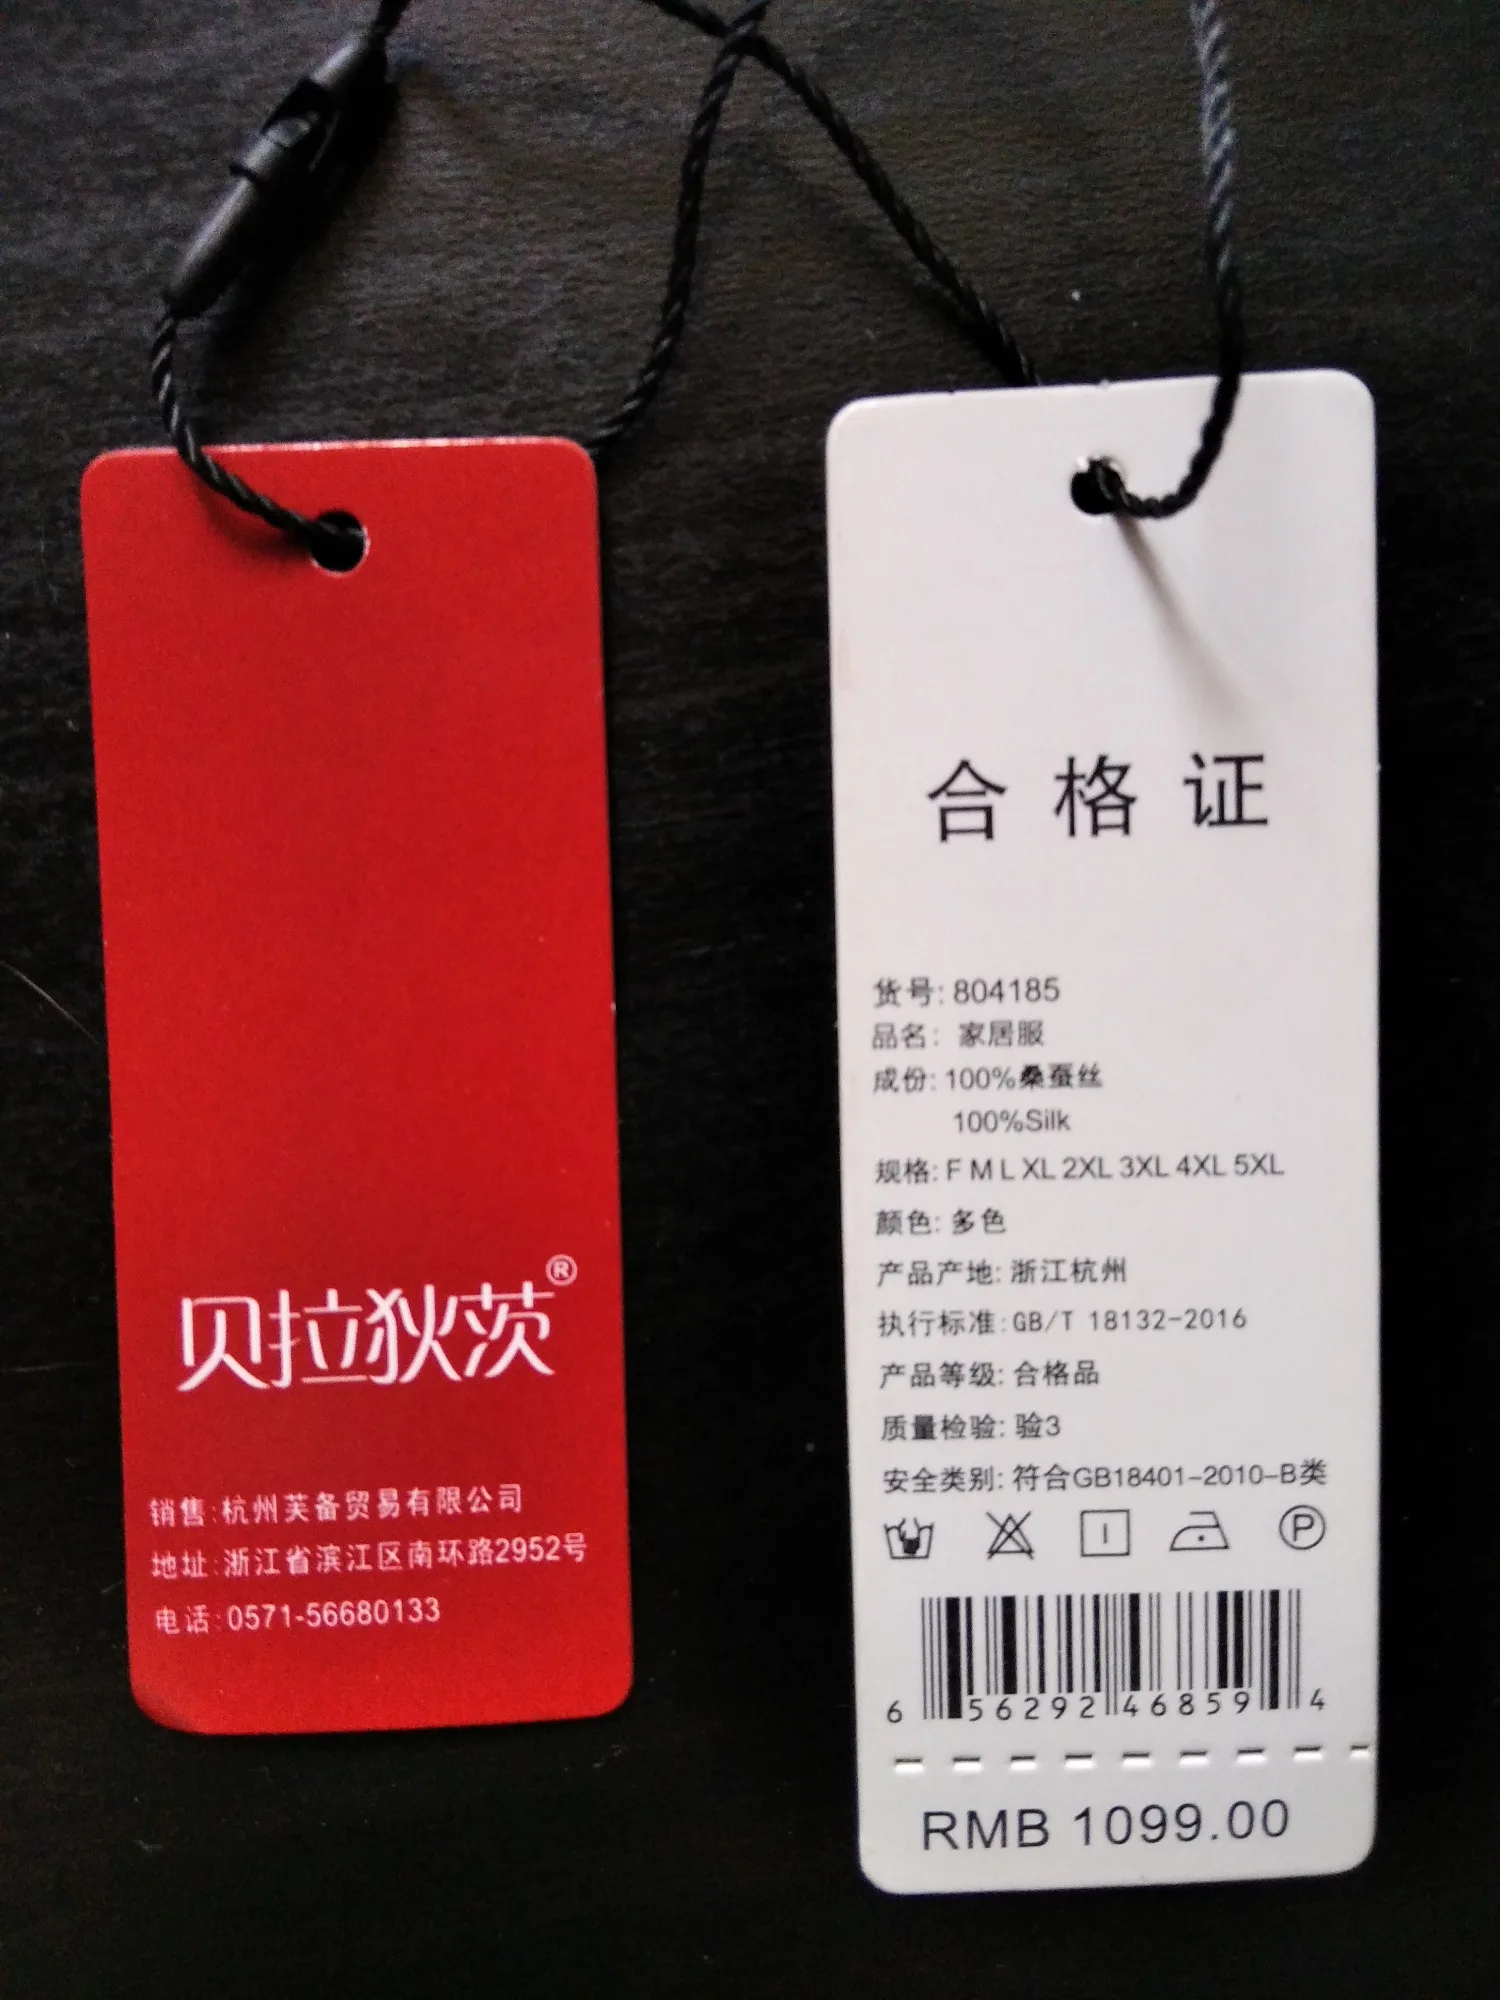 贝拉狄茨®
销售:杭州芙备贸易有限公司
地址:浙江省滨江区南环路2952号
电话:0571-56680133
合格证
货号:804185
品名: 家居服
成份:100%桑蚕丝
100%Silk
规格:F M L XL 2XL 3XL 4XL 5XL
颜色:多色
产品产地:浙江杭州
执行标准:GB/T 18132-2016
产品等级:合格品
质量检验:验3
安全类别:符合GB18401-2010-B类
P
6 56292 46859 4
RMB 1099.00